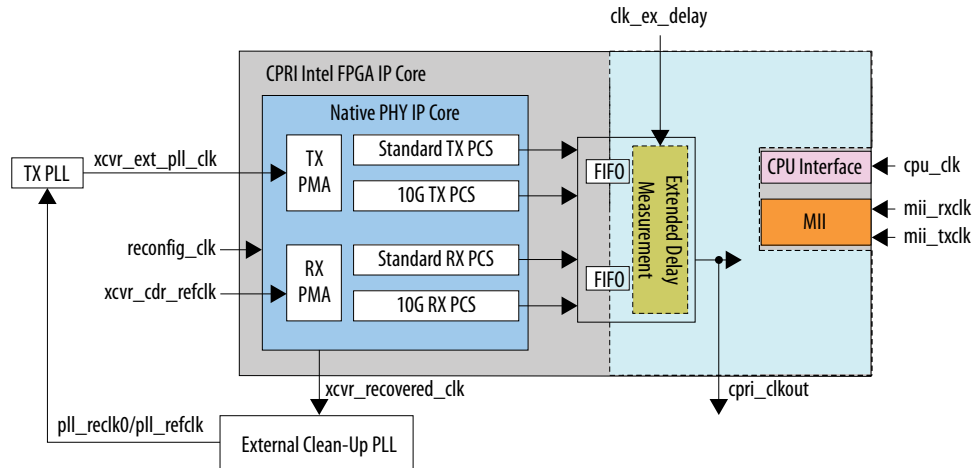 clk_ex_delay
CPRI Intel FPGA IP Core
Native PHY IP Core
TX PLL
xcvr_ext_pll_clk
TX
PMA
Standard TX PCS
10G TX PCS
FIFO
Extended Delay
Measurement
CPU Interface
cpu_clk
MII
mii_rxclk
mii_txclk
reconfig_clk
xcvr_cdr_refclk
RX
PMA
Standard RX PCS
10G RX PCS
FIFO
xcvr_recovered_clk
cpri_clkout
pll_reclk0/pll_refclk
External Clean-Up PLL